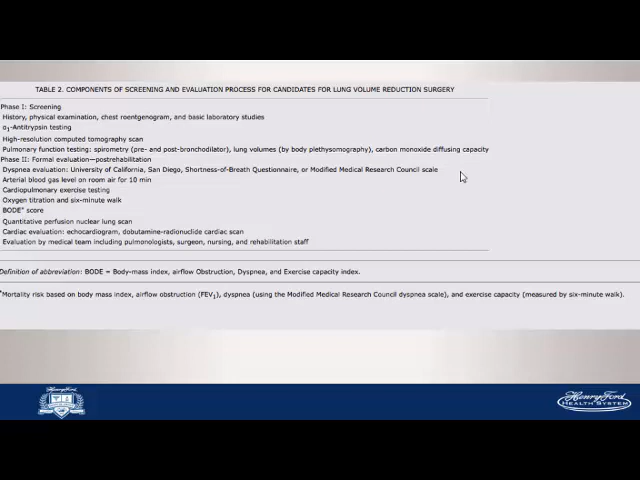 TABLE 2. COMPONENTS OF SCREENING AND EVALUATION PROCESS FOR CANDIDATES FOR LUNG VOLUME REDUCTION SURGERY
Phase I: Screening
History, physical examination, chest roentgenogram, and basic laboratory studies
α1-Antitrypsin testing
High-resolution computed tomography scan
Pulmonary function testing: spirometry (pre- and post-bronchodilator), lung volumes (by body plethysomography), carbon monoxide diffusing capacity
Phase II: Formal evaluation—postrehabilitation
Dyspnea evaluation: University of California, San Diego, Shortness-of-Breath Questionnaire, or Modified Medical Research Council scale
Arterial blood gas level on room air for 10 min
Cardiopulmonary exercise testing
Oxygen titration and six-minute walk
BODE* score
Quantitative perfusion nuclear lung scan
Cardiac evaluation: echocardiogram, dobutamine-radionuclide cardiac scan
Evaluation by medical team including pulmonologists, surgeon, nursing, and rehabilitation staff
Definition of abbreviation: BODE = Body-mass index, airflow Obstruction, Dyspnea, and Exercise capacity index.
*Mortality risk based on body mass index, airflow obstruction (FEV1), dyspnea (using the Modified Medical Research Council dyspnea scale), and exercise capacity (measured by six-minute walk).
Henry Ford
HEALTH SYSTEM